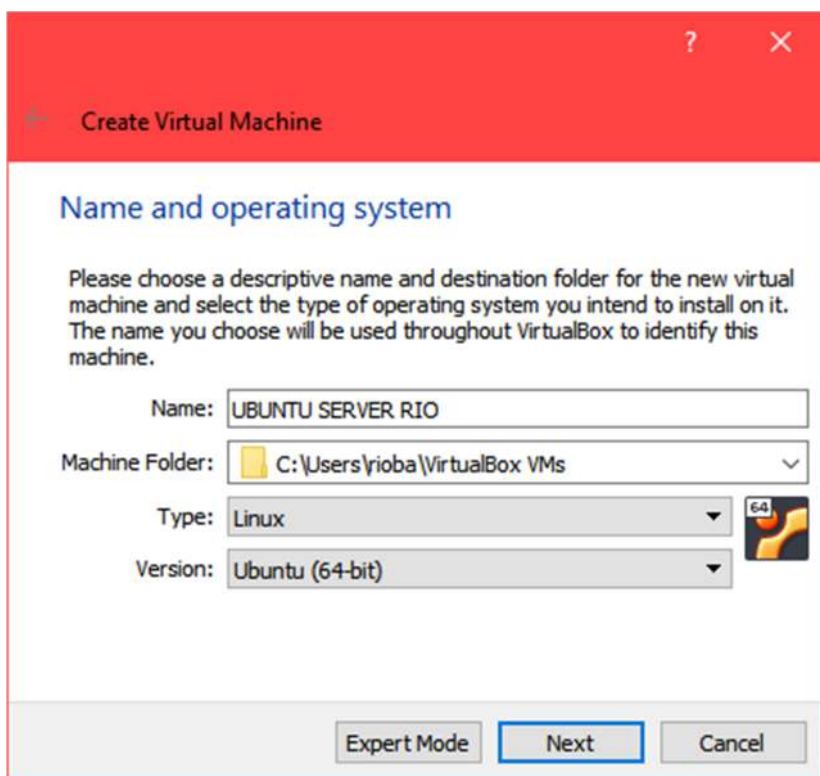 ?
Create Virtual Machine
Name and operating system
Please choose a descriptive name and destination folder for the new virtual
machine and select the type of operating system you intend to install on it.
The name you choose will be used throughout VirtualBox to identify this
machine.
Name: UBUNTU SERVER RIO
Machine Folder: C:\Users\rioba\VirtualBox VMs
Type: Linux
64
Version: Ubuntu (64-bit)
Expert Mode Next Cancel